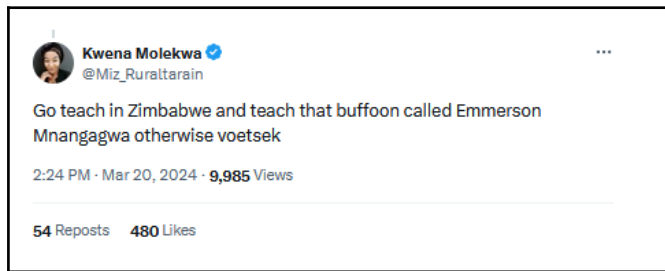 Kwena Molekwa
@Miz_Ruraltarain
Go teach in Zimbabwe and teach that buffoon called Emmerson
Mnangagwa otherwise voetsek
2:24 PM · Mar 20, 2024 · 9,985 Views
54 Reposts 480 Likes